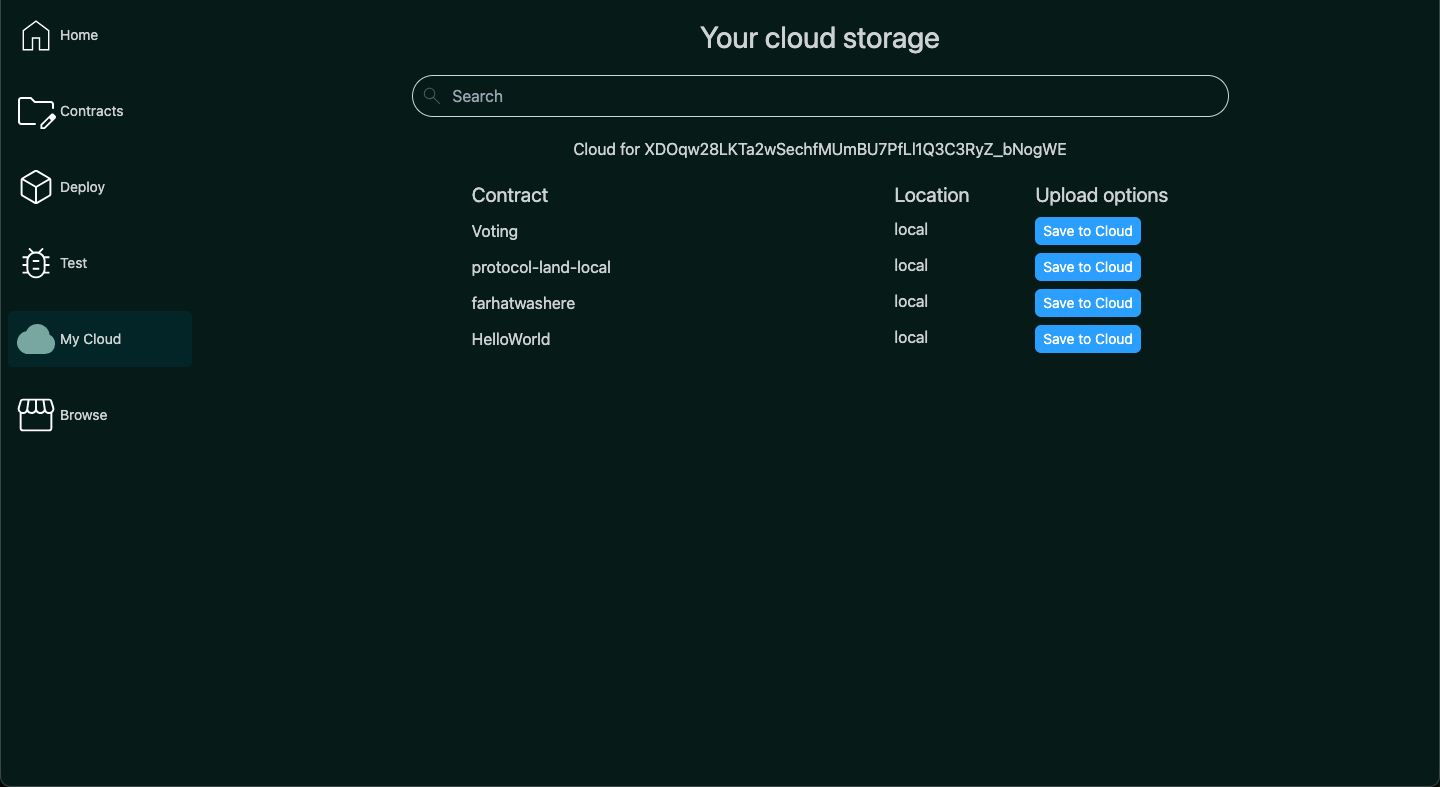 Home
Contracts
Deploy
Test
My Cloud
Browse
Your cloud storage
Search
Cloud for XDOqw28LKTa2wSechfMUmBU7PfLl1Q3C3RyZ_bNogWE
Contract Location Upload options
Voting local Save to Cloud
protocol-land-local local Save to Cloud
farhatwashere local Save to Cloud
HelloWorld local Save to Cloud